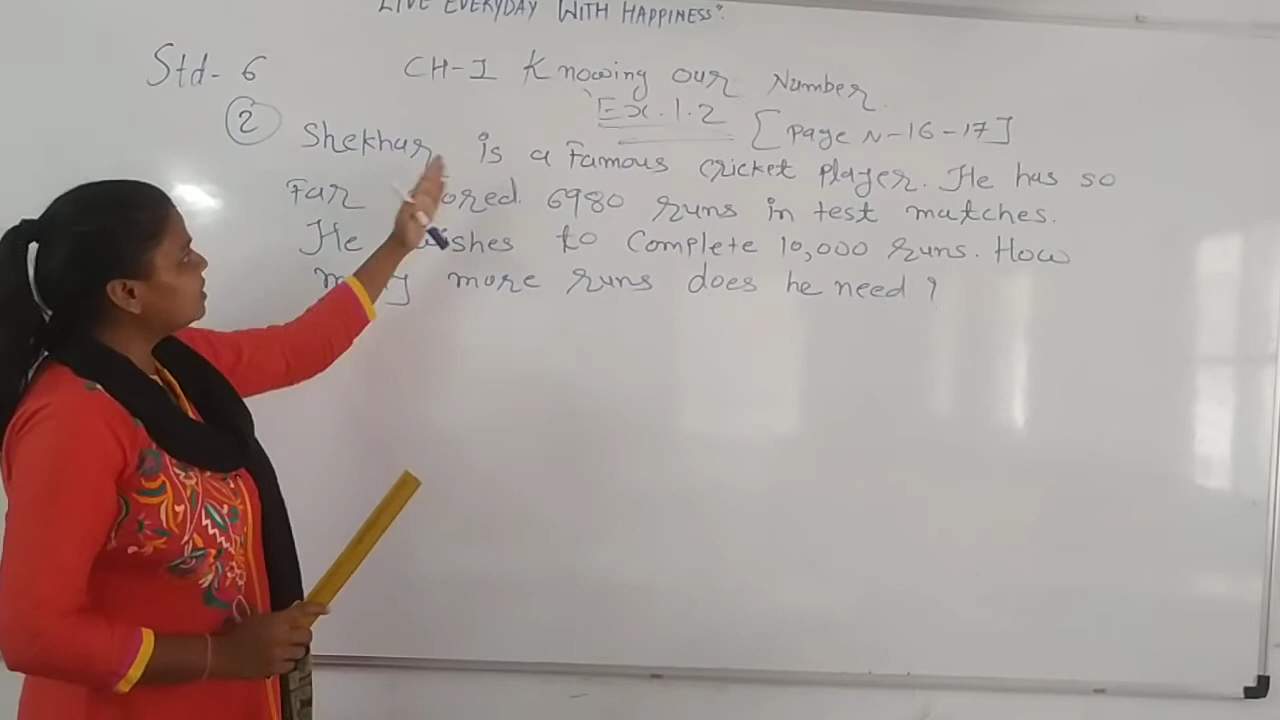 LIVE EVERYDAY WITH HAPPINESS".
Std- 6 CH-I Knowing our Number
Ex. 1.2 [Page N-16-17]
② Shekhar is a Famous cricket player. He has so
Far ored 6980 runs in test matches.
He ishes to Complete 10,000 runs. How
m y more runs does he need ?